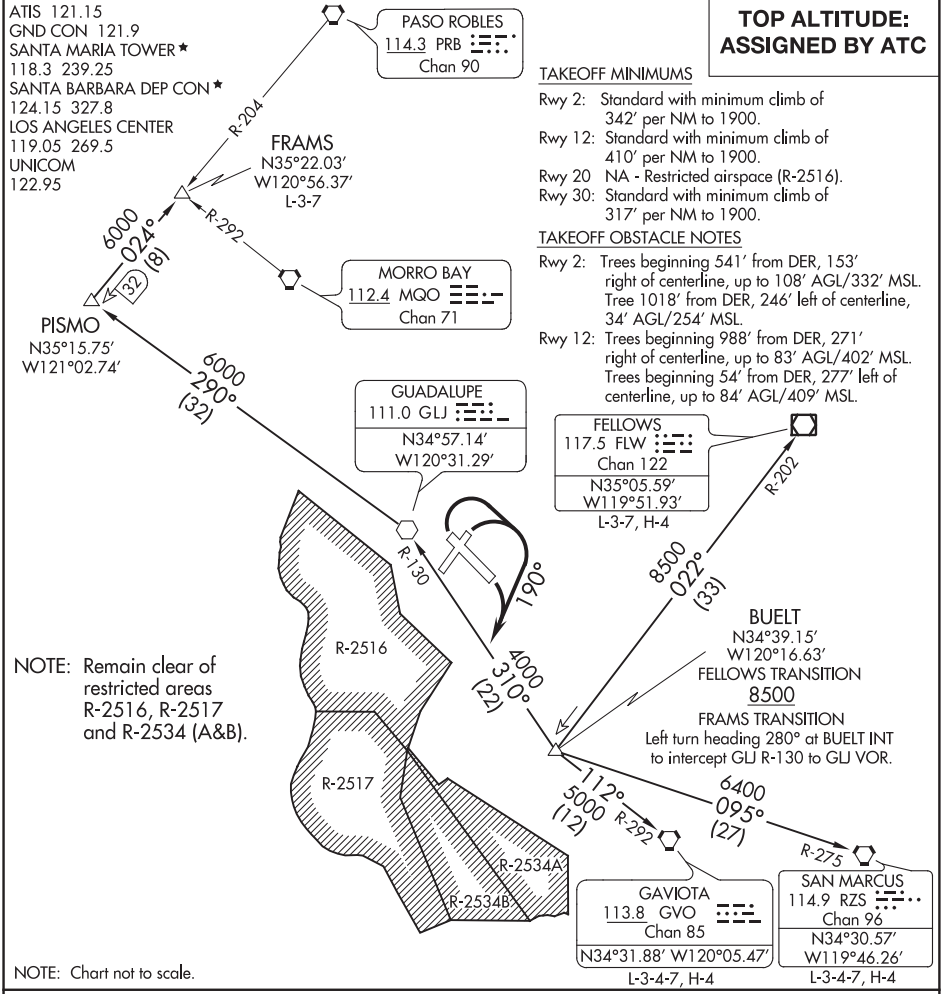 ATIS 121.15
GND CON 121.9
SANTA MARIA TOWER★
118.3 239.25
SANTA BARBARA DEP CON★
124.15 327.8
LOS ANGELES CENTER
119.05 269.5
UNICOM
122.95
PASO ROBLES
114.3 PRB
Chan 90
TOP ALTITUDE:
ASSIGNED BY ATC
TAKEOFF MINIMUMS
Rwy 2: Standard with minimum climb of
342' per NM to 1900.
Rwy 12: Standard with minimum climb of
410' per NM to 1900.
Rwy 20 NA - Restricted airspace (R-2516).
Rwy 30: Standard with minimum climb of
317' per NM to 1900.
TAKEOFF OBSTACLE NOTES
Rwy 2: Trees beginning 541' from DER, 153'
right of centerline, up to 108' AGL/332' MSL.
Tree 1018' from DER, 246' left of centerline,
34' AGL/254' MSL.
Rwy 12: Trees beginning 988' from DER, 271'
right of centerline, up to 83' AGL/402' MSL.
Trees beginning 54' from DER, 277' left of
centerline, up to 84' AGL/409' MSL.
R-204
FRAMS
N35°22.03'
W120°56.37'
L-3-7
R-292
6000
024°
(8)
32
MORRO BAY
112.4 MQO
Chan 71
PISMO
N35°15.75'
W121°02.74'
6000
290°
(32)
GUADALUPE
111.0 GLJ
N34°57.14'
W120°31.29'
FELLOWS
117.5 FLW
Chan 122
N35°05.59'
W119°51.93'
L-3-7, H-4
R-202
R-130
190°
8500
022°
(33)
4000
310°
(22)
BUELT
N34°39.15'
W120°16.63'
FELLOWS TRANSITION
8500
FRAMS TRANSITION
Left turn heading 280° at BUELT INT
to intercept GLJ R-130 to GLJ VOR.
NOTE: Remain clear of
restricted areas
R-2516, R-2517
and R-2534 (A&B).
R-2516
R-2517
R-2534A
R-2534B
112°
5000
(12)
R-292
6400
095°
(27)
R-275
GAVIOTA
113.8 GVO
Chan 85
N34°31.88' W120°05.47'
L-3-4-7, H-4
SAN MARCUS
114.9 RZS
Chan 96
N34°30.57'
W119°46.26'
L-3-4-7, H-4
NOTE: Chart not to scale.